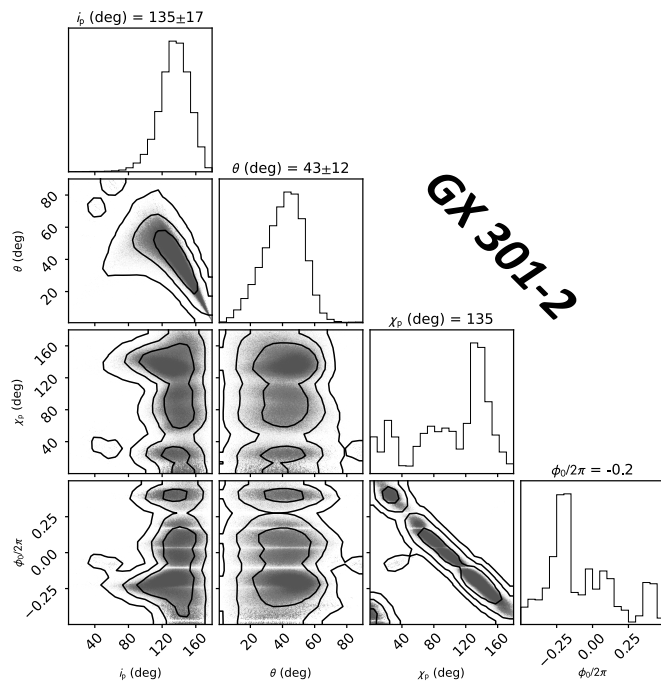 i_p (deg) = 135±17
θ (deg) = 43±12
GX 301-2
χ_p (deg) = 135
ϕ_0/2π = -0.2
θ (deg)
80
60
40
20
χ_p (deg)
160
120
80
40
ϕ_0/2π
0.25
0.00
−0.25
40
80
120
160
i_p (deg)
20
40
60
80
θ (deg)
40
80
120
160
χ_p (deg)
−0.25
0.00
0.25
ϕ_0/2π